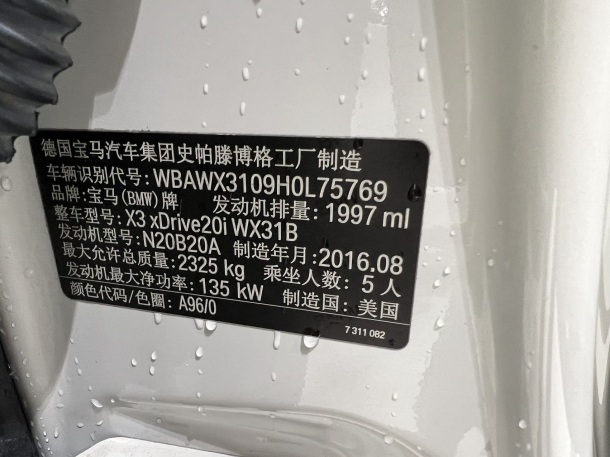 德国宝马汽车集团史帕滕博格工厂制造
车辆识别代号: WBAWX3109H0L75769
品牌: 宝马(BMW)牌 发动机排量: 1997 ml
整车型号: X3 xDrive20i WX31B
发动机型号: N20B20A 制造年月: 2016.08
最大允许总质量: 2325 kg 乘坐人数: 5 人
发动机最大净功率: 135 kW 制造国: 美国
颜色代码/色圈: A96/0
7 311 082